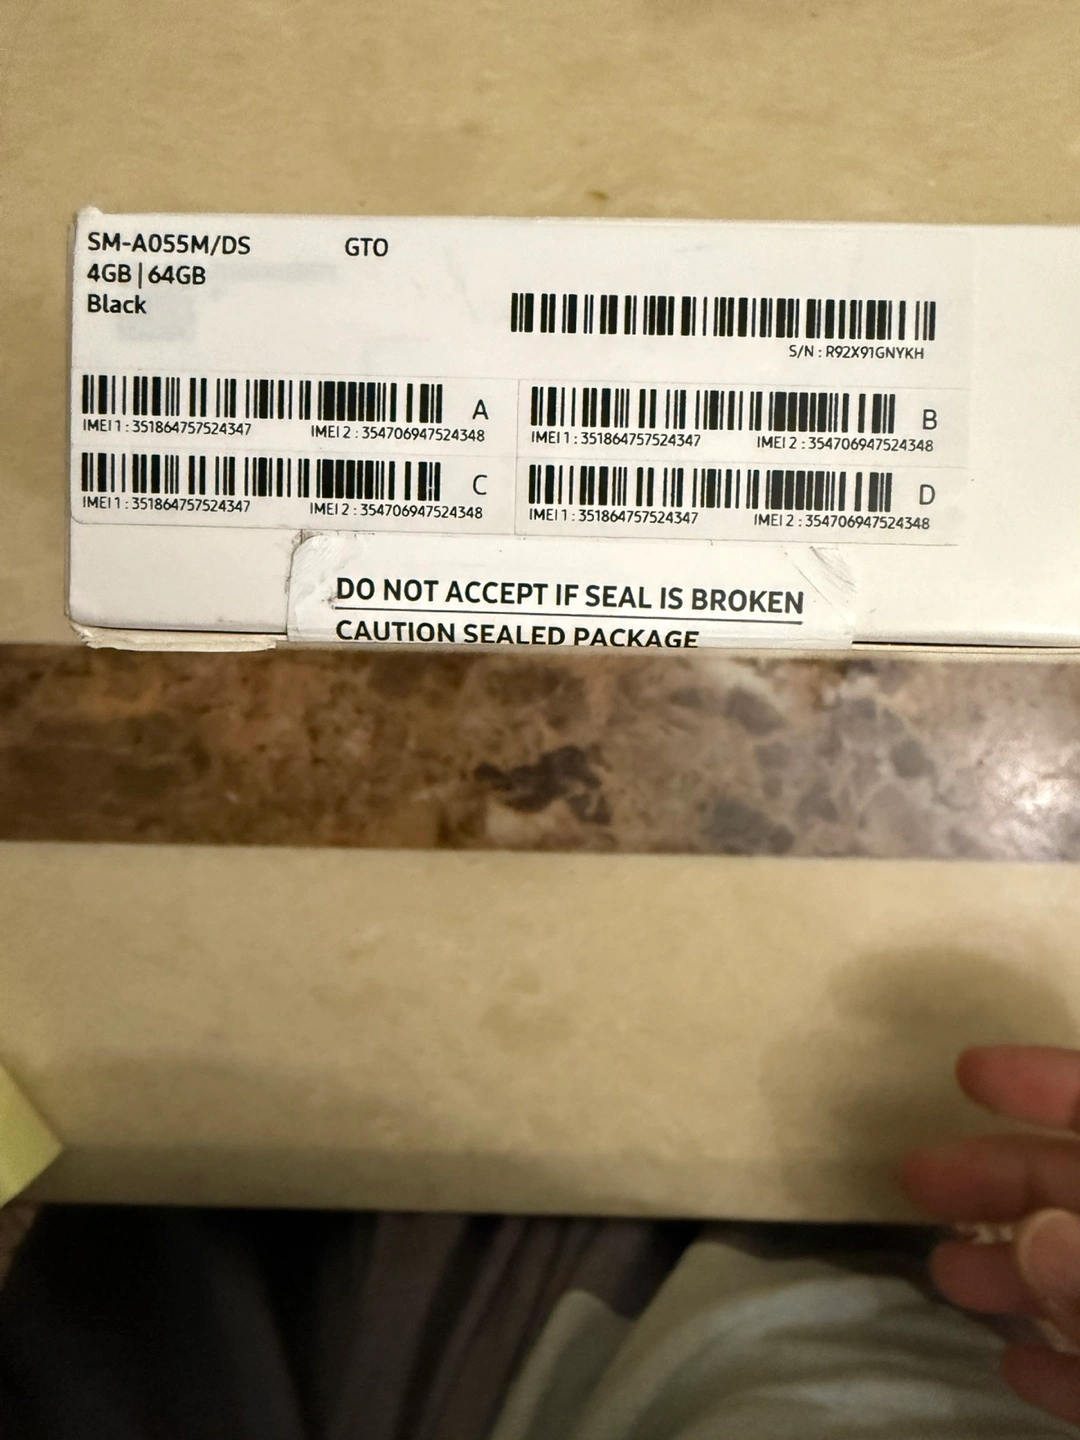 SM-A055M/DS GTO
4GB | 64GB
Black
S/N : R92X91GNYKH
IMEI 1 : 351864757524347 IMEI 2 : 354706947524348 A
IMEI 1 : 351864757524347 IMEI 2 : 354706947524348 B
IMEI 1 : 351864757524347 IMEI 2 : 354706947524348 C
IMEI 1 : 351864757524347 IMEI 2 : 354706947524348 D
DO NOT ACCEPT IF SEAL IS BROKEN
CAUTION SEALED PACKAGE